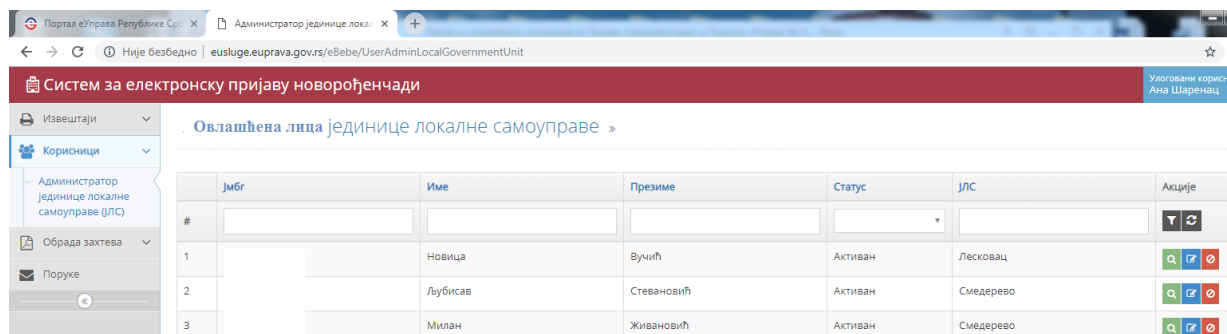 Портал еУправа Републике Срб
Администратор јединице локал
Није безбедно | eusluge.euprava.gov.rs/eBebe/UserAdminLocalGovernmentUnit
Систем за електронску пријаву новорођенчади
Улоговани корисн
Ана Шаренац
Извештаји
Овлашћена лица јединице локалне самоуправе »
Корисници
Администратор
јединице локалне
самоуправе (ЈЛС)
Обрада захтева
Поруке
Јмбг Име Презиме Статус ЈЛС Акције
#
1 Новица Вучић Активан Лесковац
2 Љубисав Стевановић Активан Смедерево
3 Милан Живановић Активан Смедерево